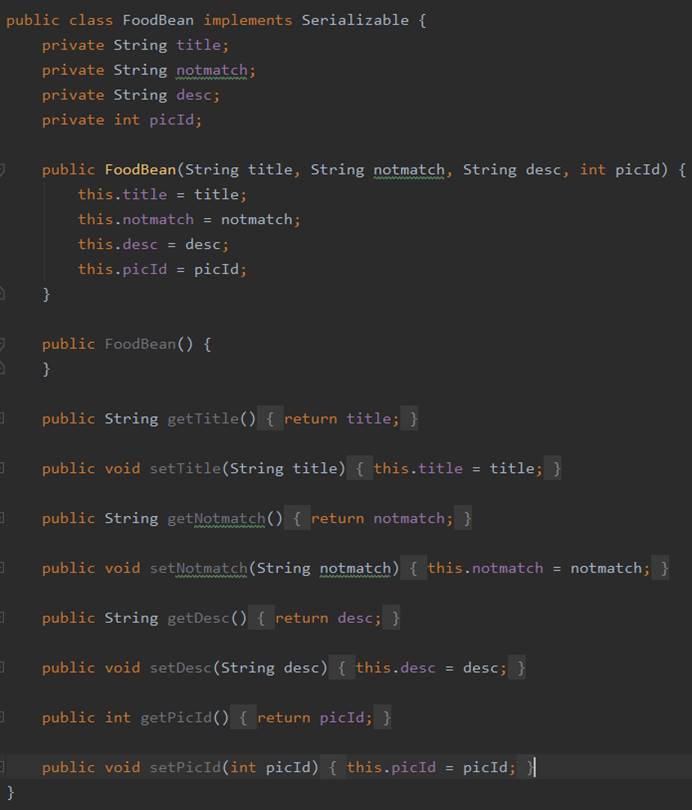 public class FoodBean implements Serializable {
    private String title;
    private String notmatch;
    private String desc;
    private int picId;
    public FoodBean(String title, String notmatch, String desc, int picId) {
        this.title = title;
        this.notmatch = notmatch;
        this.desc = desc;
        this.picId = picId;
    }
    public FoodBean() {
    }
    public String getTitle() { return title; }
    public void setTitle(String title) { this.title = title; }
    public String getNotmatch() { return notmatch; }
    public void setNotmatch(String notmatch) { this.notmatch = notmatch; }
    public String getDesc() { return desc; }
    public void setDesc(String desc) { this.desc = desc; }
    public int getPicId() { return picId; }
    public void setPicId(int picId) { this.picId = picId; }
}